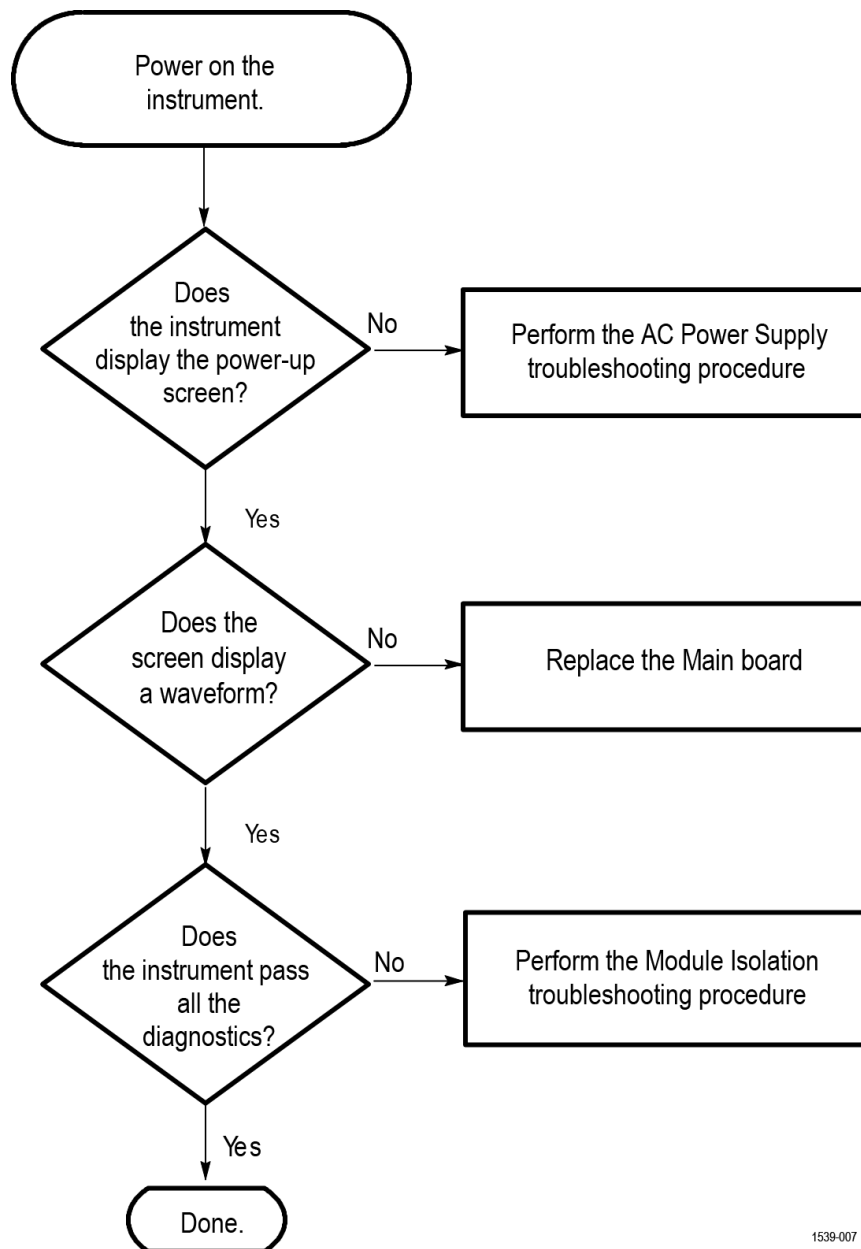 Power on the
instrument.
Does
the instrument
display the power-up
screen?
No
Perform the AC Power Supply
troubleshooting procedure
Yes
Does the
screen display
a waveform?
No
Replace the Main board
Yes
Does
the instrument pass
all the
diagnostics?
No
Perform the Module Isolation
troubleshooting procedure
Yes
Done.
1539-007